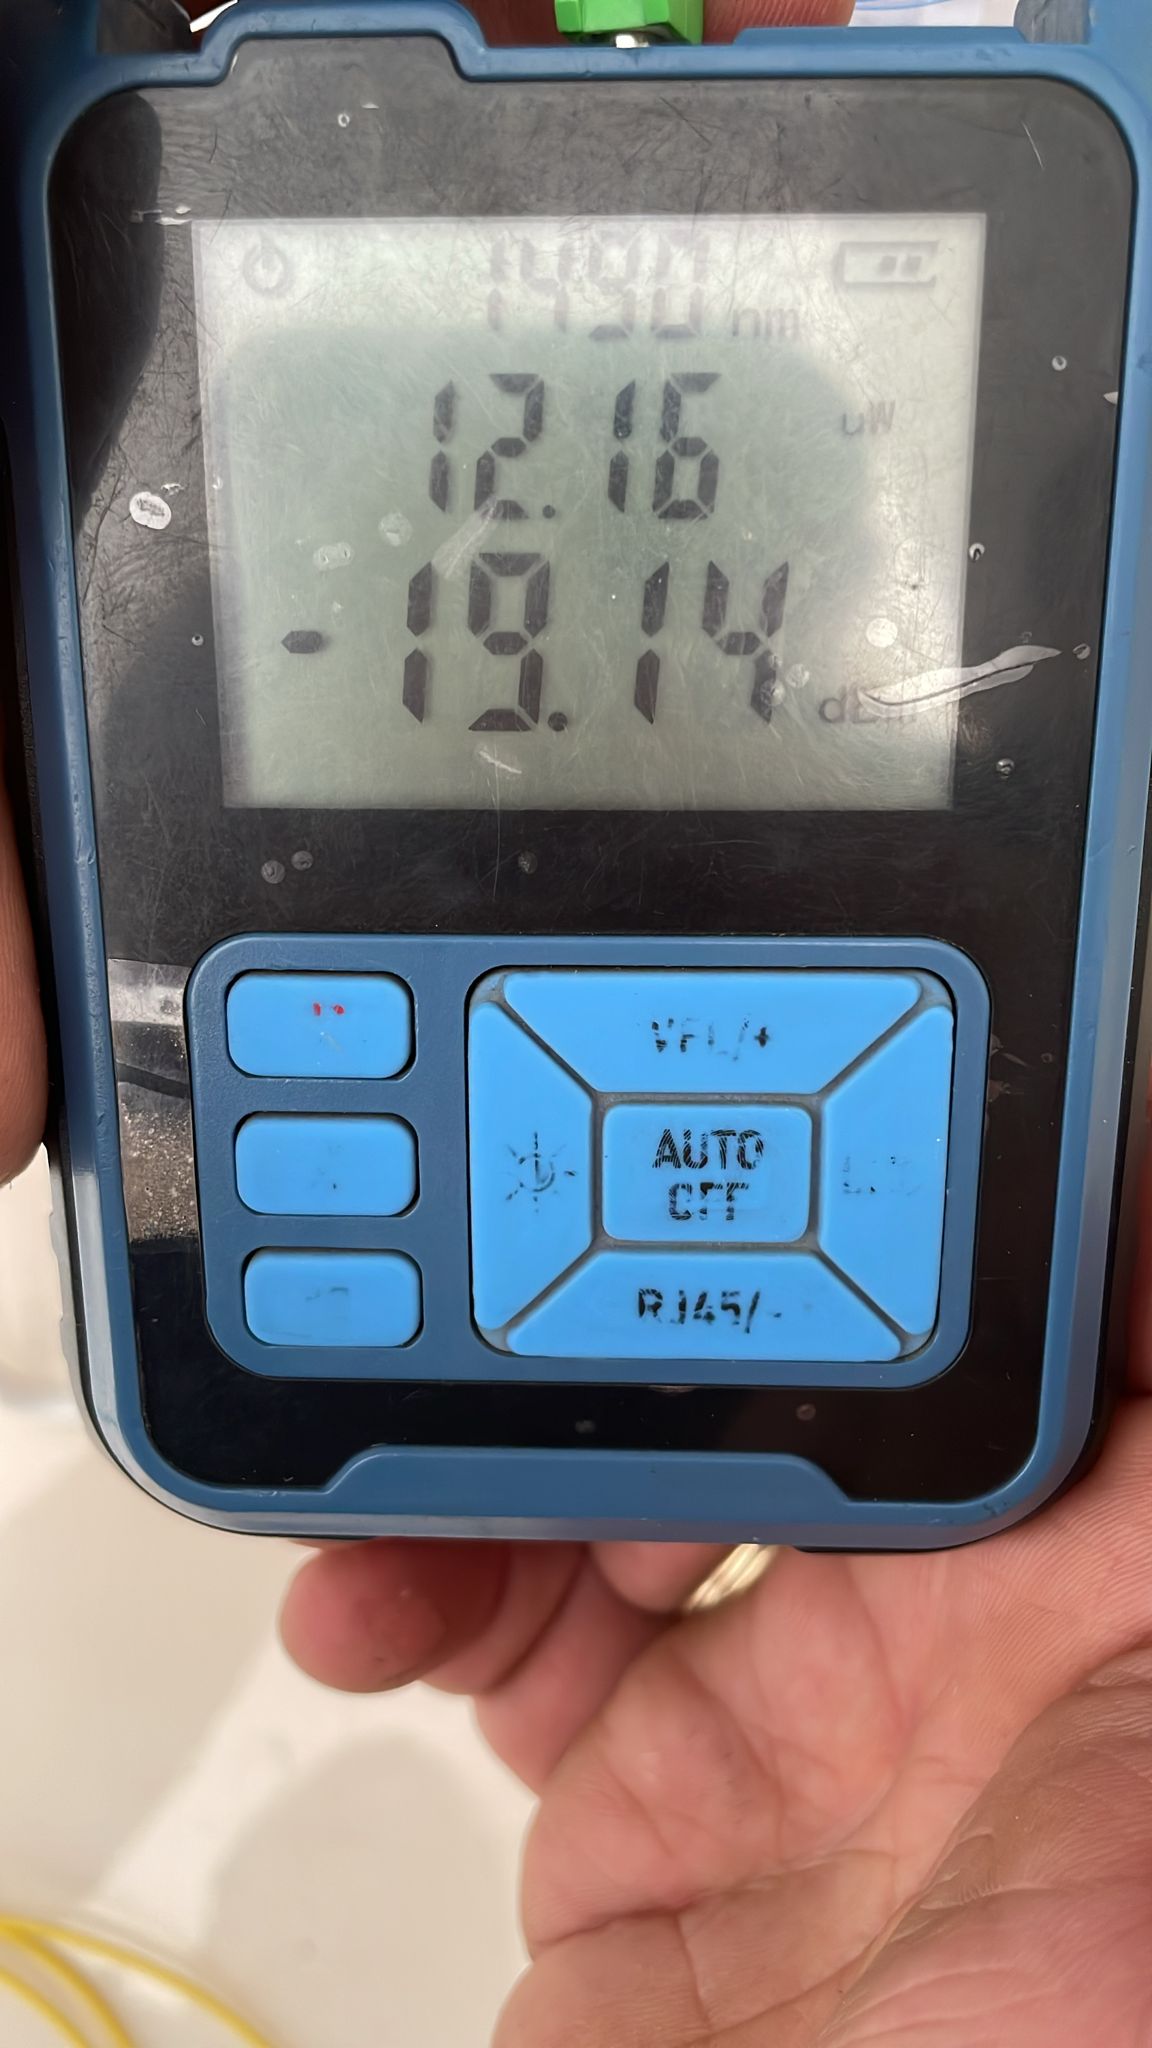 1490 nm
12.16 uW
-19.14 dBm
VFL/+
AUTO
OFF
RJ45/-